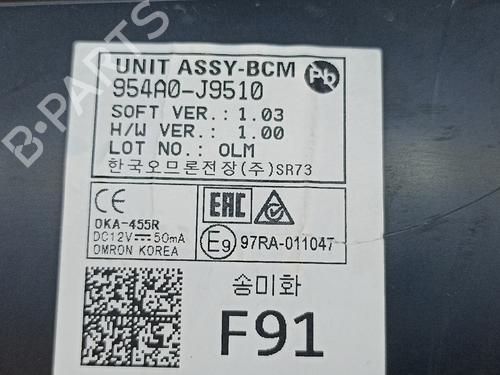 UNIT ASSY-BCM
Pb
954A0-J9510
SOFT VER.: 1.03
H/W VER.: 1.00
LOT NO.: OLM
한국오므론전장(주)SR73
CE
OKA-455R
DC12V 50mA
OMRON KOREA
EAC
E9 97RA-011047
송미화
F91
B-PARTS